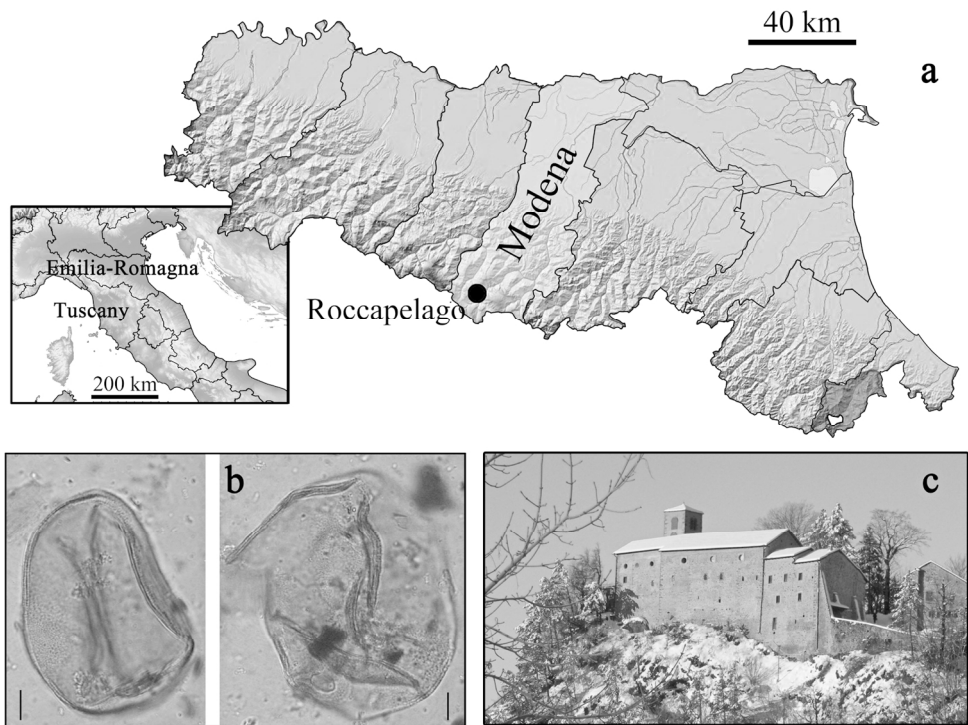 40 km
a
Modena
Roccapelago
Emilia-Romagna
Tuscany
200 km
b
c